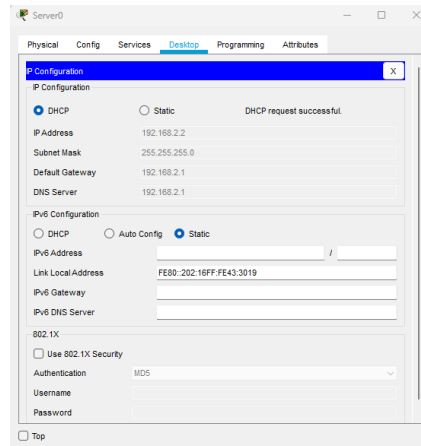 Server0
Physical Config Services Desktop Programming Attributes
IP Configuration X
IP Configuration
DHCP Static DHCP request successful.
IP Address 192.168.2.2
Subnet Mask 255.255.255.0
Default Gateway 192.168.2.1
DNS Server 192.168.2.1
IPv6 Configuration
DHCP Auto Config Static
IPv6 Address /
Link Local Address FE80::202:16FF:FE43:3019
IPv6 Gateway
IPv6 DNS Server
802.1X
Use 802.1X Security
Authentication MD5
Username
Password
Top